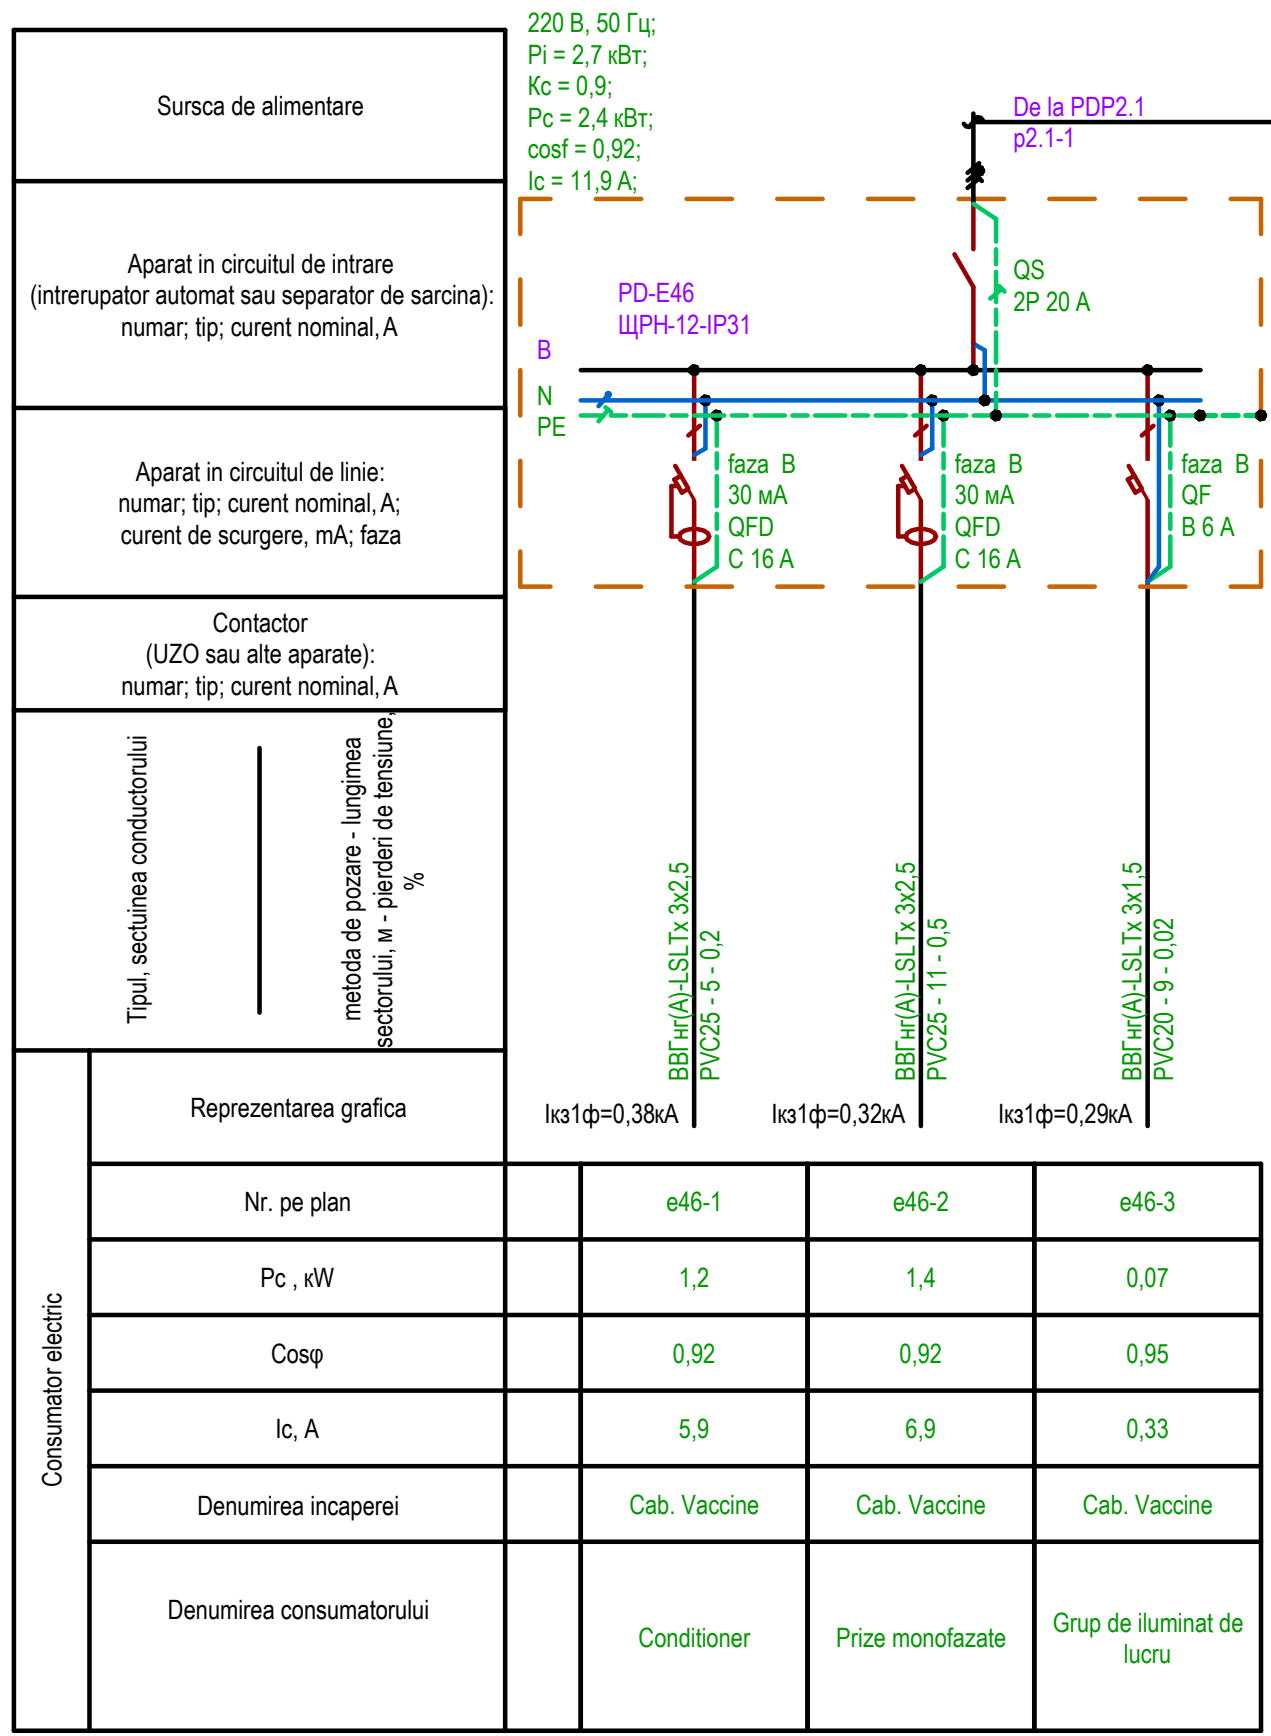 220 В, 50 Гц;
Pi = 2,7 кВт;
Кс = 0,9;
Рс = 2,4 кВт;
cosf = 0,92;
Ic = 11,9 А;
Sursca de alimentare
De la PDP2.1
p2.1-1
Aparat in circuitul de intrare
(intrerupator automat sau separator de sarcina):
numar; tip; curent nominal, A
PD-E46
ЩРН-12-IP31
QS
2P 20 A
B
N
PE
Aparat in circuitul de linie:
numar; tip; curent nominal, A;
curent de scurgere, mA; faza
faza B
30 мА
QFD
C 16 A
faza B
30 мА
QFD
C 16 A
faza B
QF
B 6 A
Contactor
(UZO sau alte aparate):
numar; tip; curent nominal, A
Tipul, sectuinea conductorului
metoda de pozare - lungimea
sectorului, м - pierderi de tensiune,
%
ВВГнг(А)-LSLTx 3x2,5
PVC25 - 5 - 0,2
ВВГнг(А)-LSLTx 3x2,5
PVC25 - 11 - 0,5
ВВГнг(А)-LSLTx 3x1,5
PVC20 - 9 - 0,02
Consumator electric
Reprezentarea grafica
Iкз1ф=0,38кА
Iкз1ф=0,32кА
Iкз1ф=0,29кА
Nr. pe plan
e46-1
e46-2
e46-3
Pc , кW
1,2
1,4
0,07
Cosφ
0,92
0,92
0,95
Ic, A
5,9
6,9
0,33
Denumirea incaperei
Cab. Vaccine
Cab. Vaccine
Cab. Vaccine
Denumirea consumatorului
Conditioner
Prize monofazate
Grup de iluminat de
lucru